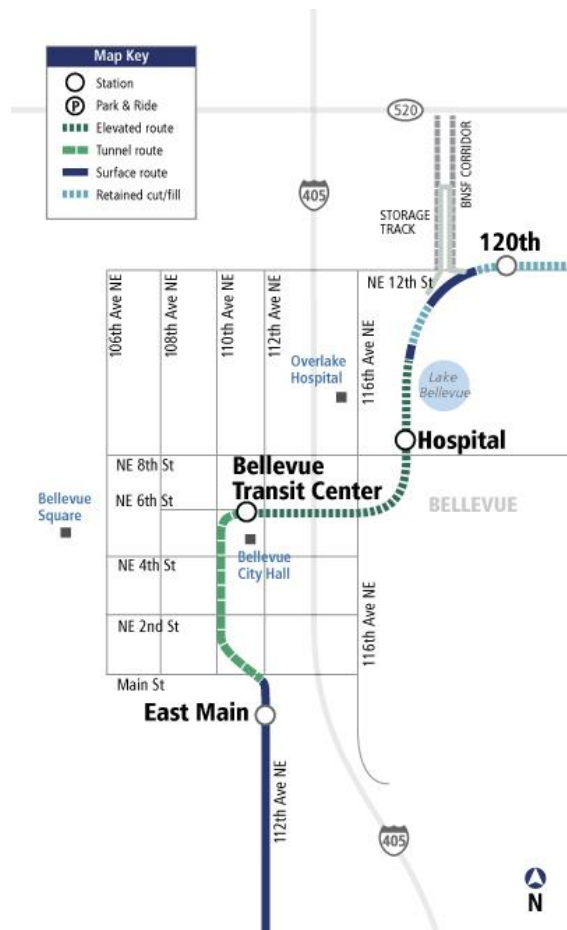 Map Key
Station
P Park & Ride
Elevated route
Tunnel route
Surface route
Retained cut/fill
520
BNSF CORRIDOR
405
STORAGE
TRACK
120th
NE 12th St
106th Ave NE
108th Ave NE
110th Ave NE
112th Ave NE
116th Ave NE
Overlake
Hospital
Lake
Bellevue
Hospital
NE 8th St
Bellevue
Transit Center
NE 6th St
Bellevue
Square
BELLEVUE
Bellevue
City Hall
NE 4th St
116th Ave NE
NE 2nd St
Main St
East Main
112th Ave NE
405
N